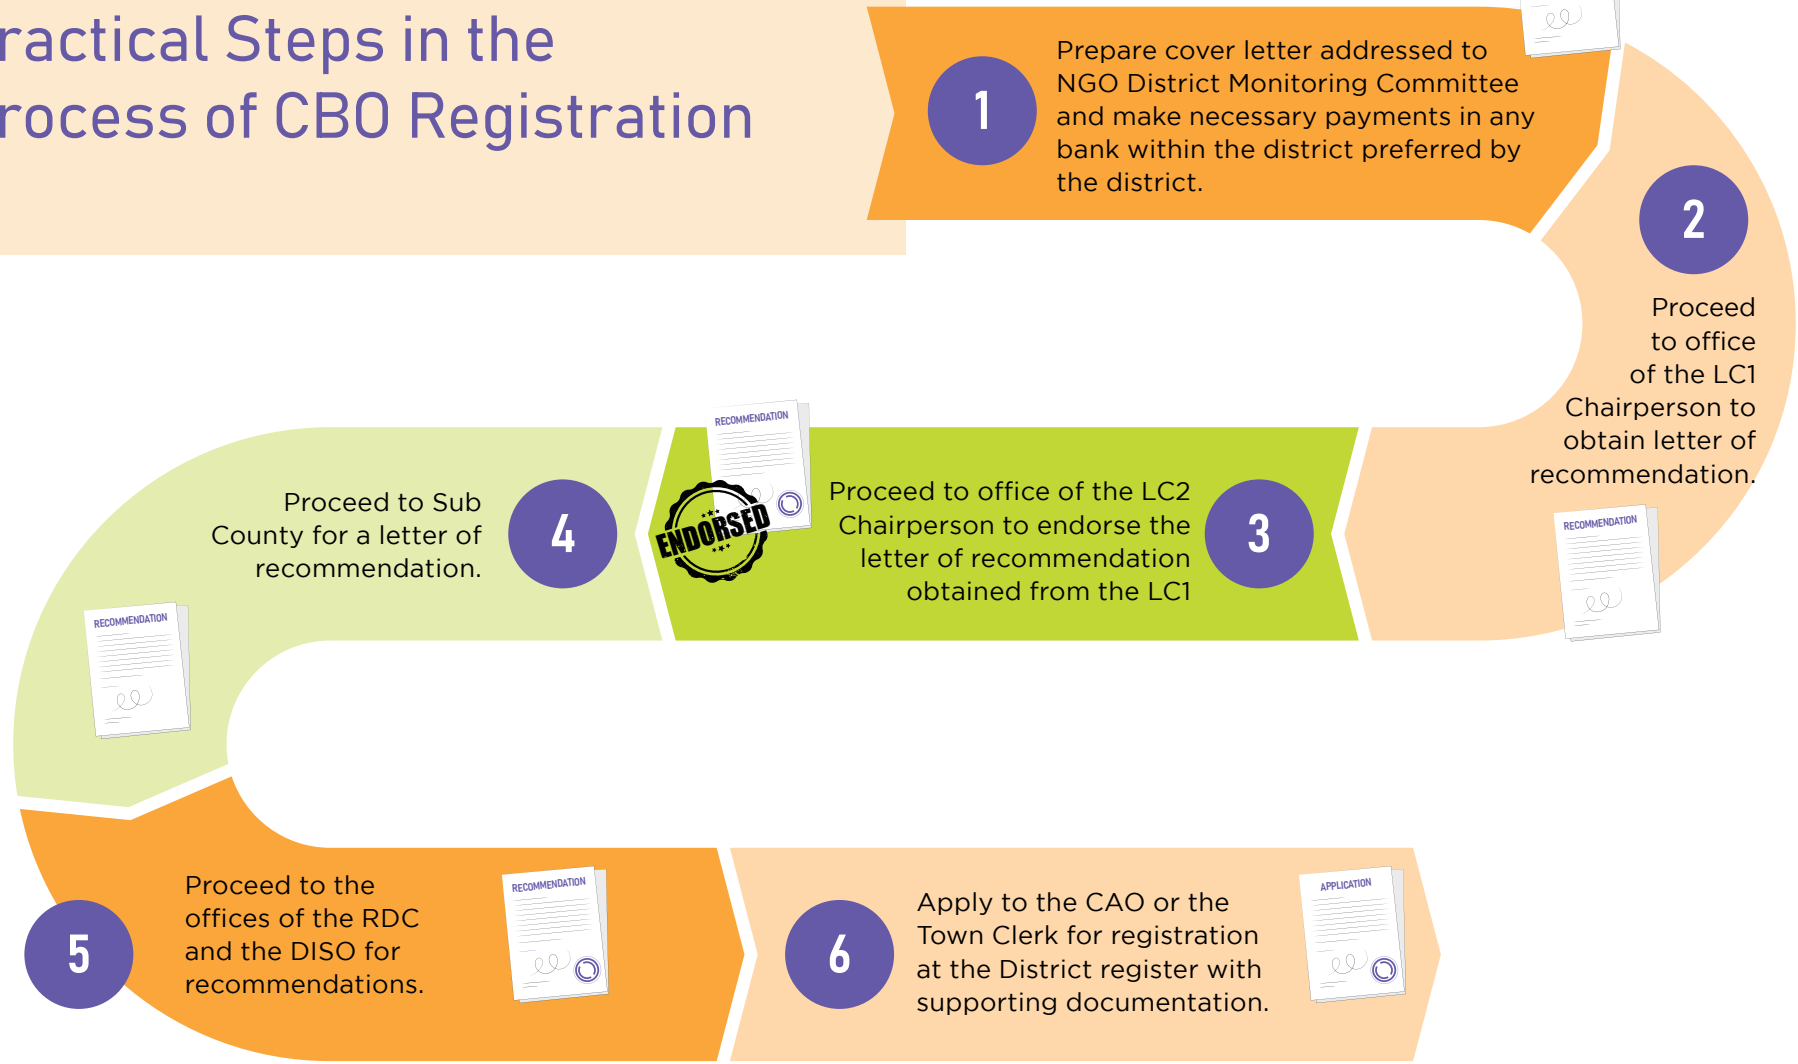 ractical Steps in the
rocess of CBO Registration
1
Prepare cover letter addressed to
NGO District Monitoring Committee
and make necessary payments in any
bank within the district preferred by
the district.
2
Proceed
to office
of the LC1
Chairperson to
obtain letter of
recommendation.
RECOMMENDATION
3
Proceed to office of the LC2
Chairperson to endorse the
letter of recommendation
obtained from the LC1
RECOMMENDATION
ENDORSED
4
Proceed to Sub
County for a letter of
recommendation.
RECOMMENDATION
5
Proceed to the
offices of the RDC
and the DISO for
recommendations.
RECOMMENDATION
6
Apply to the CAO or the
Town Clerk for registration
at the District register with
supporting documentation.
APPLICATION